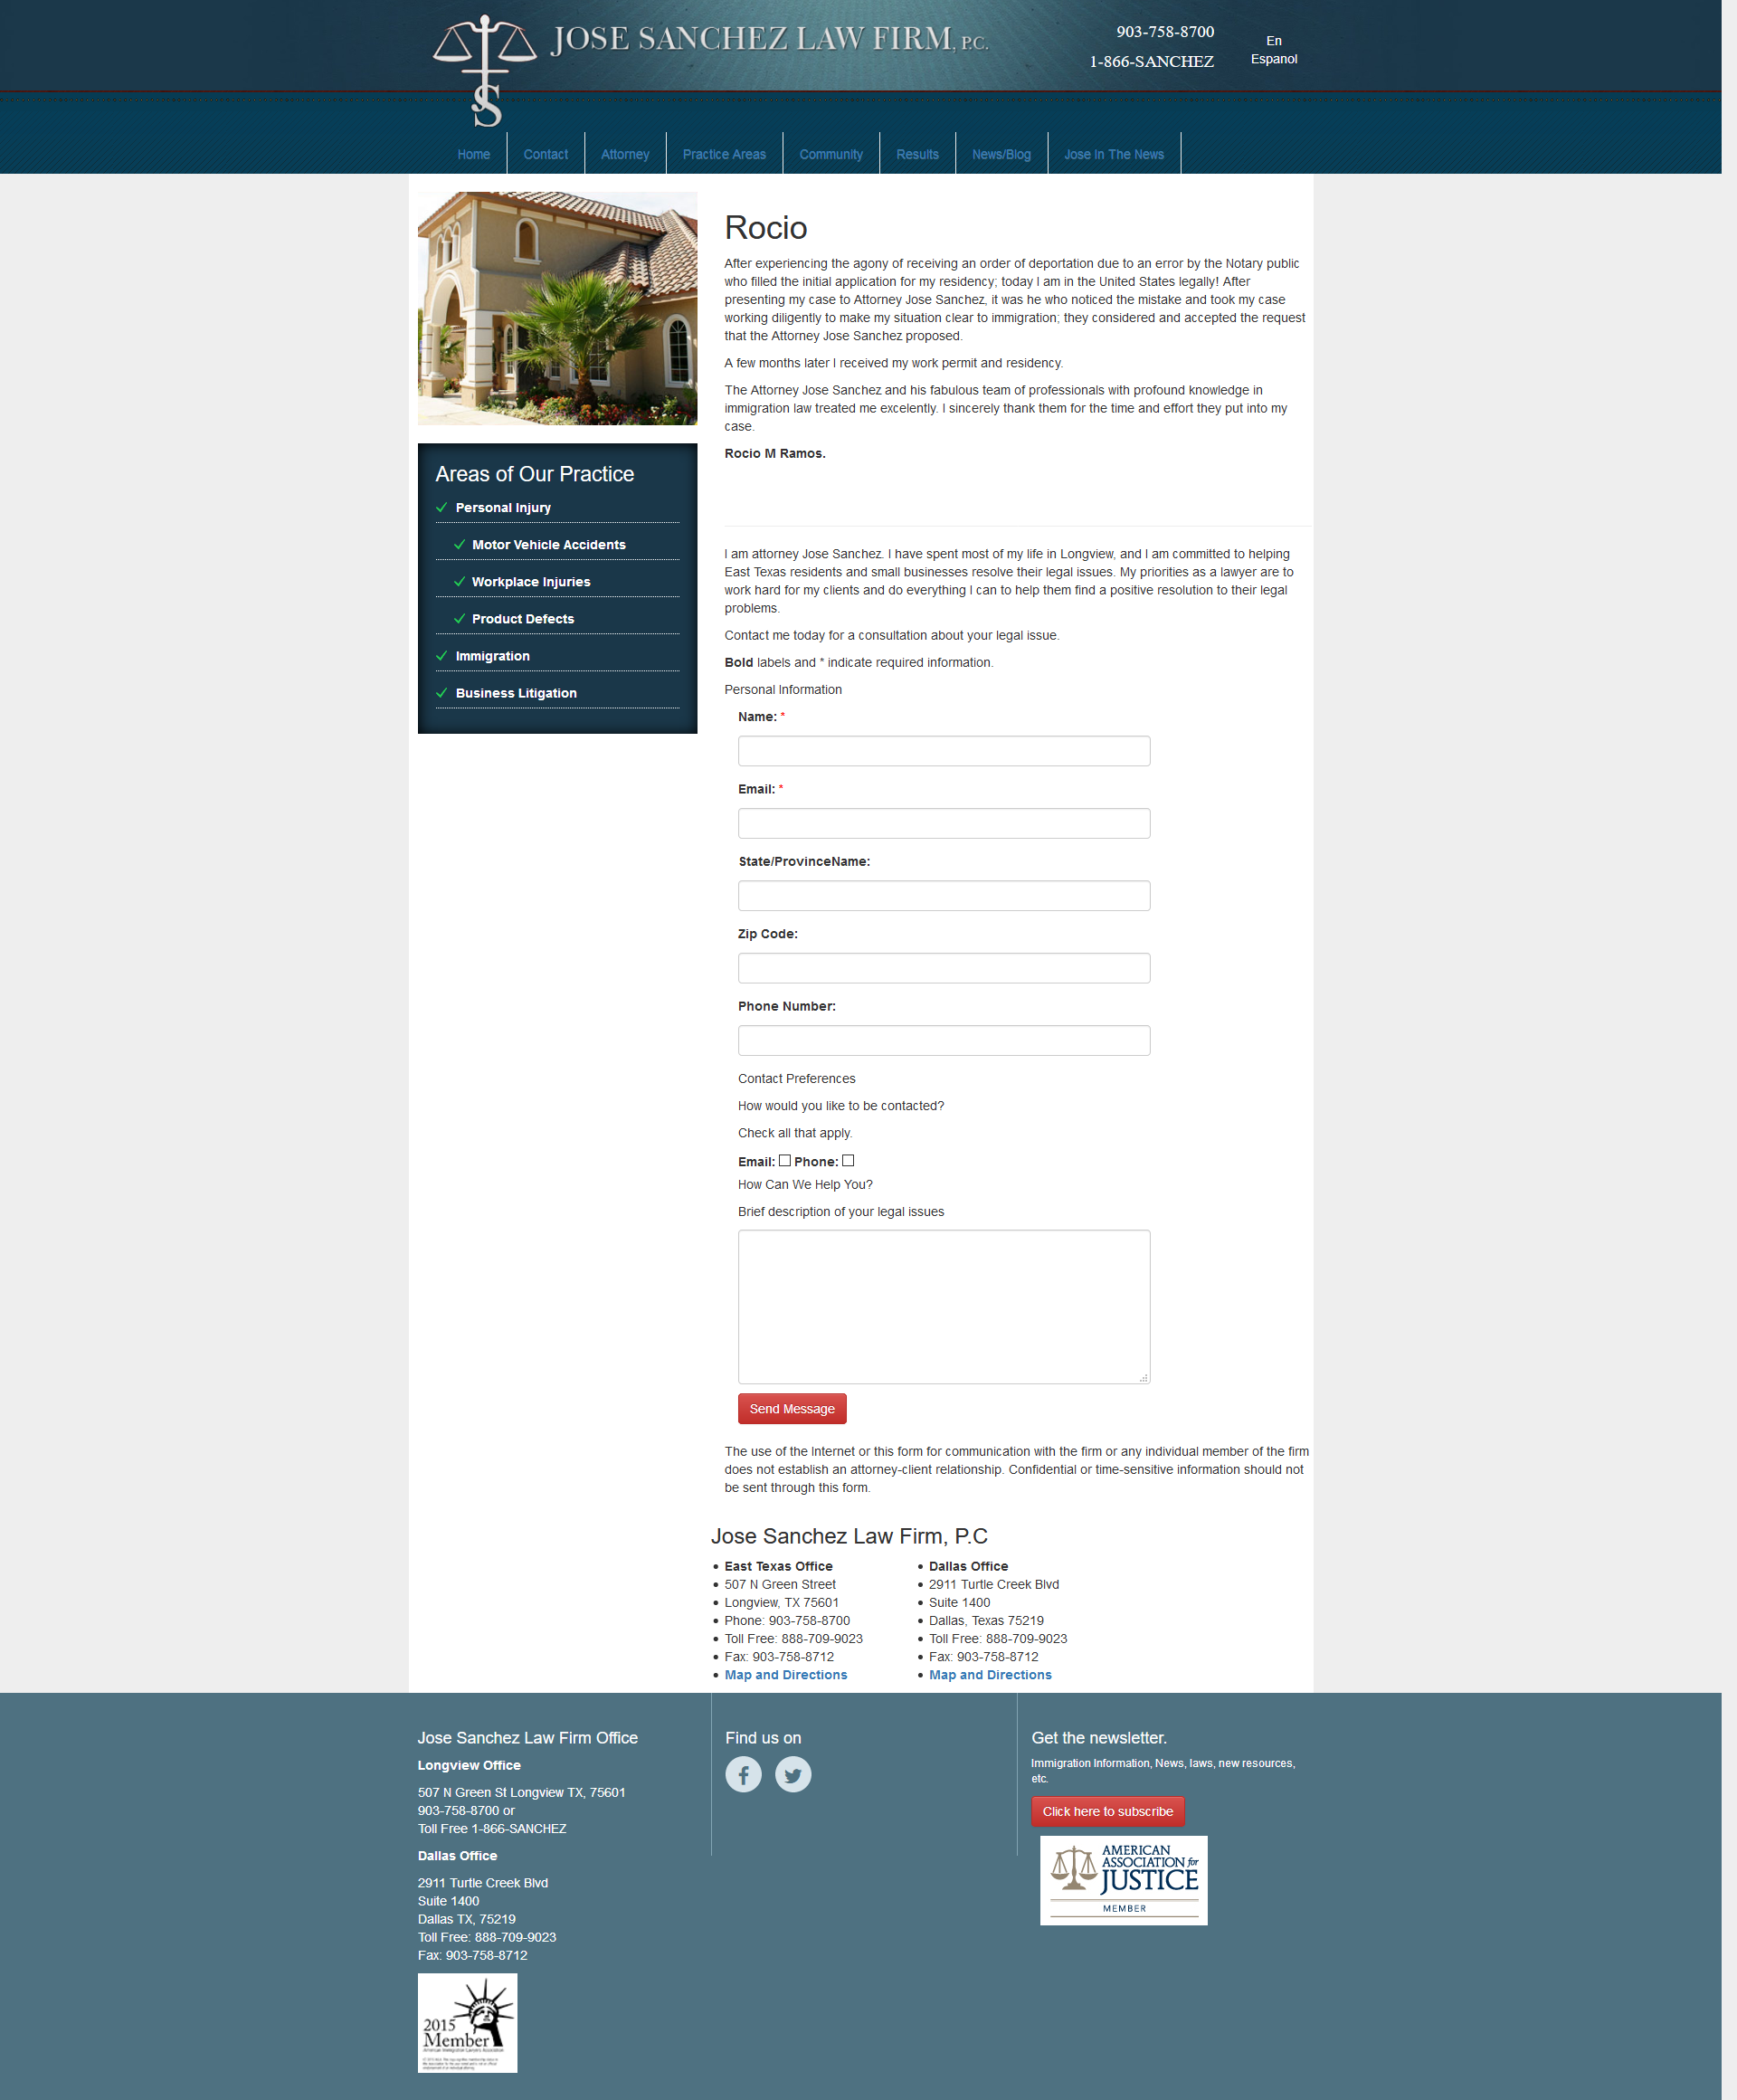 JOSE SANCHEZ LAW FIRM, P.C.
903-758-8700
1-866-SANCHEZ
En
Espanol
JS
Home
Contact
Attorney
Practice Areas
Community
Results
News/Blog
Jose In The News
Rocio
After experiencing the agony of receiving an order of deportation due to an error by the Notary public
who filled the initial application for my residency; today I am in the United States legally! After
presenting my case to Attorney Jose Sanchez, it was he who noticed the mistake and took my case
working diligently to make my situation clear to immigration; they considered and accepted the request
that the Attorney Jose Sanchez proposed.
A few months later I received my work permit and residency.
The Attorney Jose Sanchez and his fabulous team of professionals with profound knowledge in
immigration law treated me excelently. I sincerely thank them for the time and effort they put into my
case.
Rocio M Ramos.
Areas of Our Practice
Personal Injury
Motor Vehicle Accidents
Workplace Injuries
Product Defects
Immigration
Business Litigation
I am attorney Jose Sanchez. I have spent most of my life in Longview, and I am committed to helping
East Texas residents and small businesses resolve their legal issues. My priorities as a lawyer are to
work hard for my clients and do everything I can to help them find a positive resolution to their legal
problems.
Contact me today for a consultation about your legal issue.
Bold labels and * indicate required information.
Personal Information
Name: *
Email: *
State/ProvinceName:
Zip Code:
Phone Number:
Contact Preferences
How would you like to be contacted?
Check all that apply.
Email: Phone:
How Can We Help You?
Brief description of your legal issues
Send Message
The use of the Internet or this form for communication with the firm or any individual member of the firm
does not establish an attorney-client relationship. Confidential or time-sensitive information should not
be sent through this form.
Jose Sanchez Law Firm, P.C
East Texas Office
507 N Green Street
Longview, TX 75601
Phone: 903-758-8700
Toll Free: 888-709-9023
Fax: 903-758-8712
Map and Directions
Dallas Office
2911 Turtle Creek Blvd
Suite 1400
Dallas, Texas 75219
Toll Free: 888-709-9023
Fax: 903-758-8712
Map and Directions
Jose Sanchez Law Firm Office
Longview Office
507 N Green St Longview TX, 75601
903-758-8700 or
Toll Free 1-866-SANCHEZ
Dallas Office
2911 Turtle Creek Blvd
Suite 1400
Dallas TX, 75219
Toll Free: 888-709-9023
Fax: 903-758-8712
2015
Member
American Immigration Lawyers Association
Find us on
Get the newsletter.
Immigration Information, News, laws, new resources,
etc.
Click here to subscribe
AMERICAN
ASSOCIATION for
JUSTICE
MEMBER